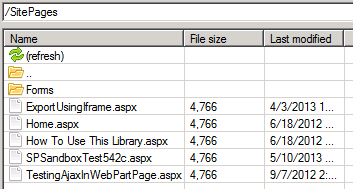 /SitePages
Name File size Last modified
(refresh)
..
Forms
ExportUsingIframe.aspx 4,766 4/3/2013 1...
Home.aspx 4,766 6/18/2012 ...
How To Use This Library.aspx 4,766 6/18/2012 ...
SPSandboxTest542c.aspx 4,766 5/10/2013 ...
TestingAjaxInWebPartPage.aspx 4,766 9/7/2012 2:...